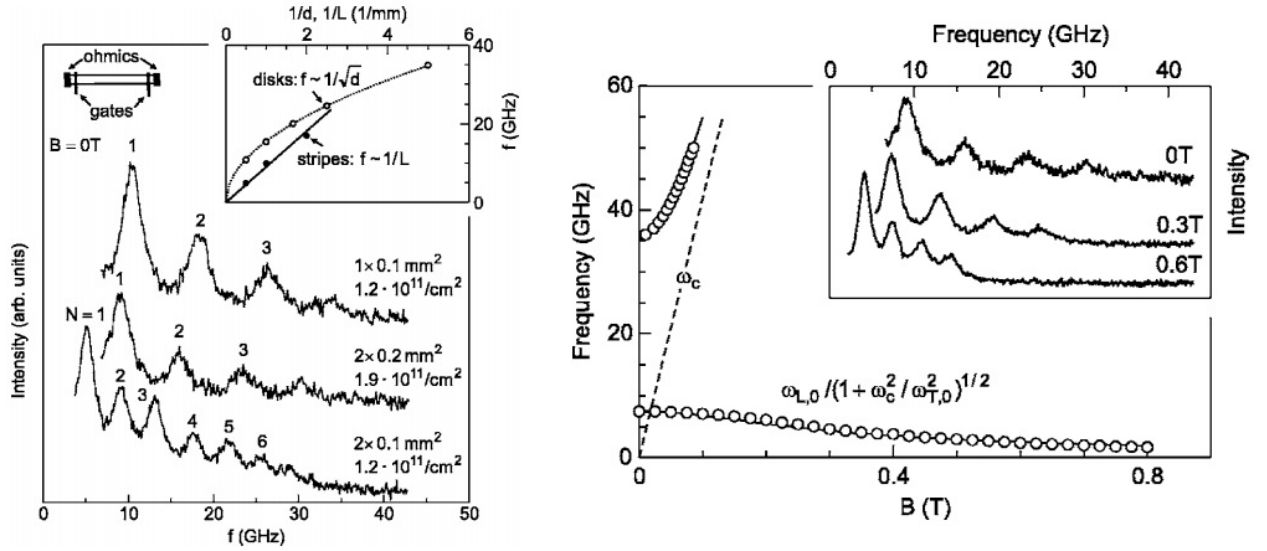 1/d, 1/L (1/mm)
0 2 4 6
40
20
0
f (GHz)
disks: f ~ 1/√d
stripes: f ~ 1/L
ohmics
gates
B = 0T
1
2
3
1 × 0.1 mm²
1.2 · 10¹¹/cm²
1
2
3
2 × 0.2 mm²
1.9 · 10¹¹/cm²
N = 1
2
3
4
5
6
2 × 0.1 mm²
1.2 · 10¹¹/cm²
Intensity (arb. units)
0 10 20 30 40 50
f (GHz)
Frequency (GHz)
0 10 20 30 40
0T
0.3T
0.6T
Intensity
60
40
20
0
Frequency (GHz)
ω_c
ω_L,0 /(1 + ω_c² / ω²_T,0)^1/2
0 0.4 0.8
B (T)